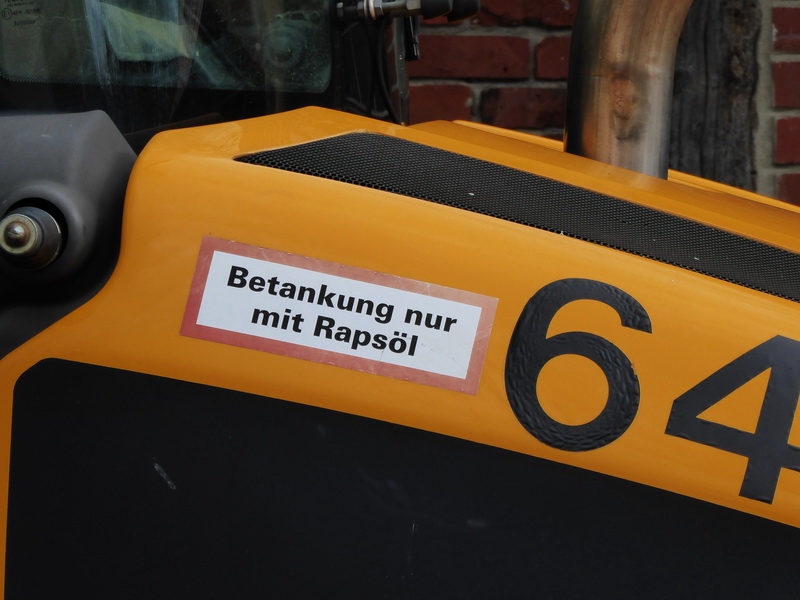 Betankung nur
mit Rapsöl
64